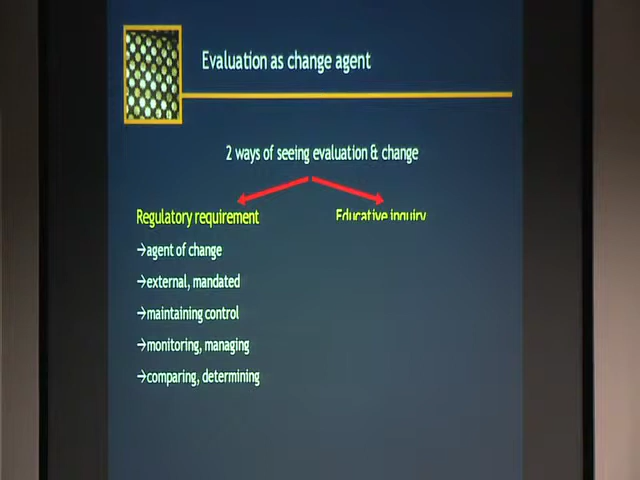 Evaluation as change agent
2 ways of seeing evaluation & change
Regulatory requirement
Educative inquiry
→agent of change
→external, mandated
→maintaining control
→monitoring, managing
→comparing, determining